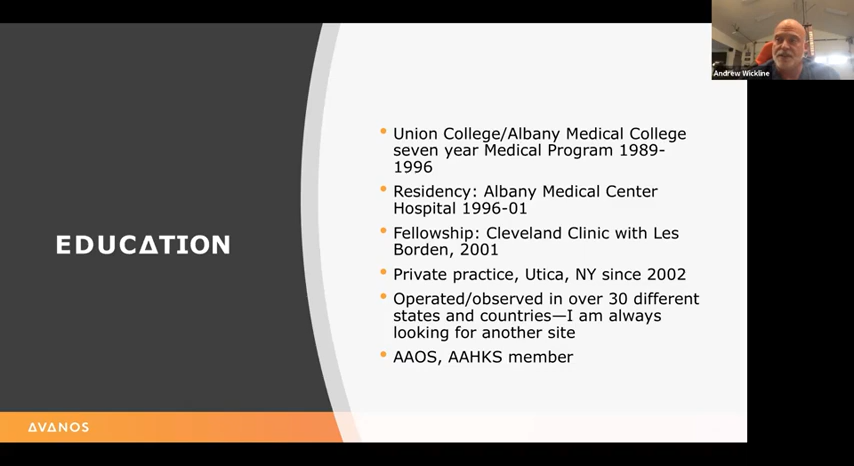 Andrew Wickline
EDUCATION
Union College/Albany Medical College
seven year Medical Program 1989-
1996
Residency: Albany Medical Center
Hospital 1996-01
Fellowship: Cleveland Clinic with Les
Borden, 2001
Private practice, Utica, NY since 2002
Operated/observed in over 30 different
states and countries—I am always
looking for another site
AAOS, AAHKS member
AVANOS